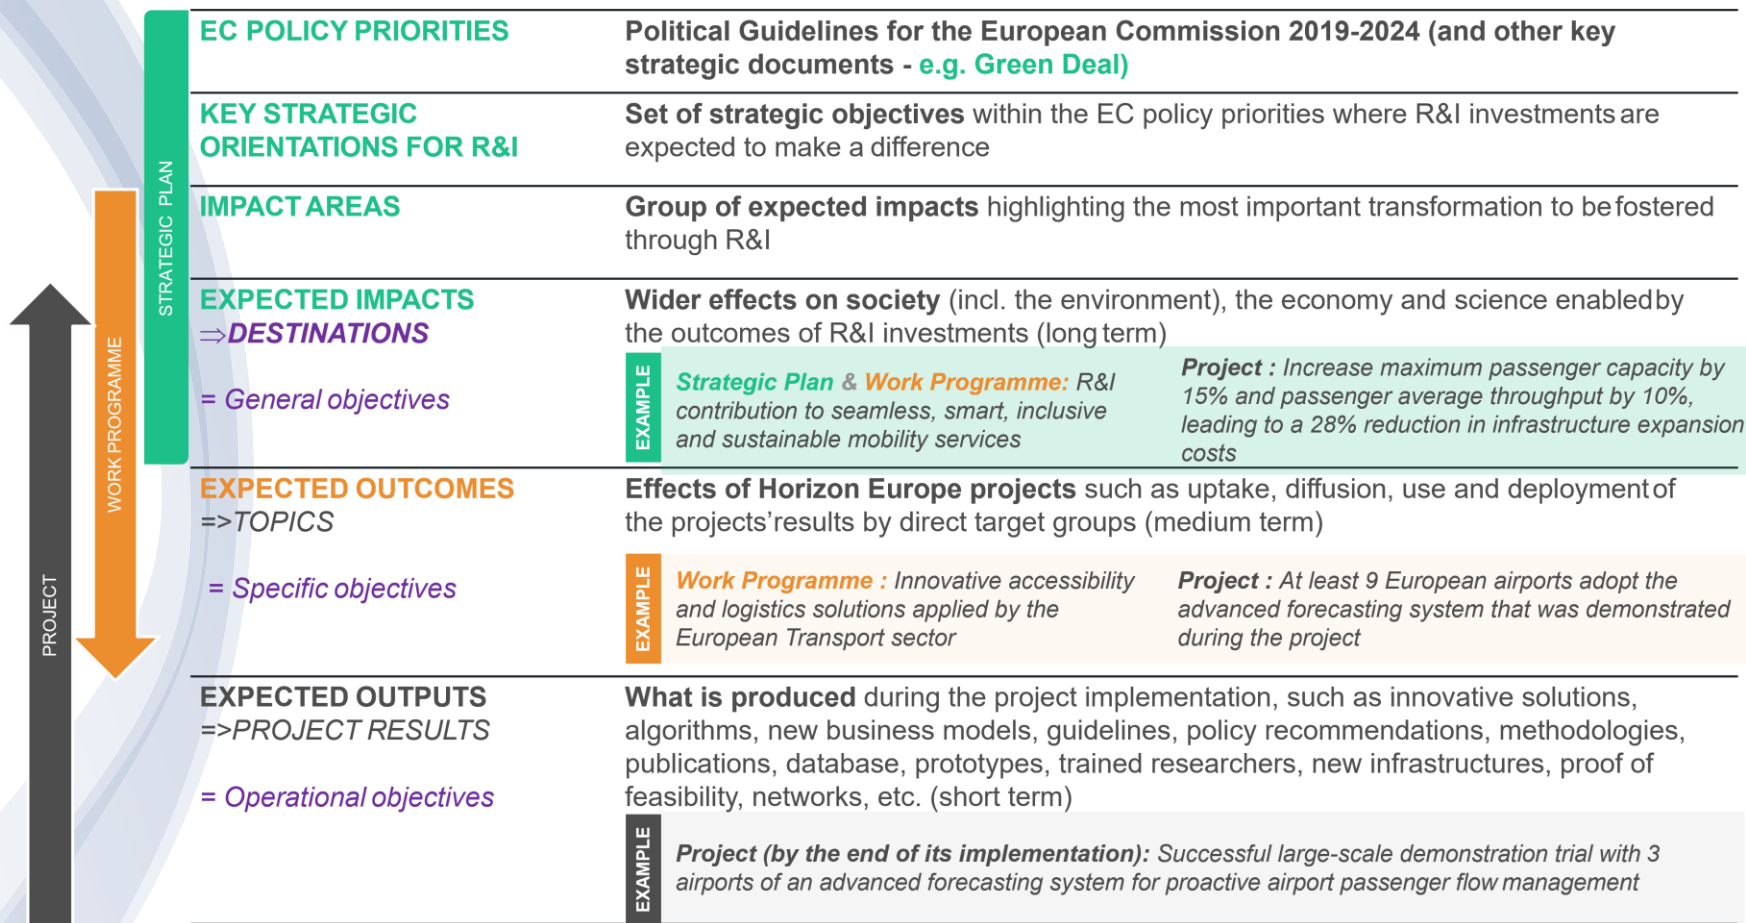 EC POLICY PRIORITIES
Political Guidelines for the European Commission 2019-2024 (and other key
strategic documents - e.g. Green Deal)
KEY STRATEGIC
ORIENTATIONS FOR R&I
Set of strategic objectives within the EC policy priorities where R&I investments are
expected to make a difference
IMPACT AREAS
Group of expected impacts highlighting the most important transformation to be fostered
through R&I
EXPECTED IMPACTS
⇒DESTINATIONS
= General objectives
Wider effects on society (incl. the environment), the economy and science enabled by
the outcomes of R&I investments (long term)
EXAMPLE
Strategic Plan & Work Programme: R&I
contribution to seamless, smart, inclusive
and sustainable mobility services
Project : Increase maximum passenger capacity by
15% and passenger average throughput by 10%,
leading to a 28% reduction in infrastructure expansion
costs
EXPECTED OUTCOMES
=>TOPICS
= Specific objectives
Effects of Horizon Europe projects such as uptake, diffusion, use and deployment of
the projects'results by direct target groups (medium term)
EXAMPLE
Work Programme : Innovative accessibility
and logistics solutions applied by the
European Transport sector
Project : At least 9 European airports adopt the
advanced forecasting system that was demonstrated
during the project
EXPECTED OUTPUTS
=>PROJECT RESULTS
= Operational objectives
What is produced during the project implementation, such as innovative solutions,
algorithms, new business models, guidelines, policy recommendations, methodologies,
publications, database, prototypes, trained researchers, new infrastructures, proof of
feasibility, networks, etc. (short term)
EXAMPLE
Project (by the end of its implementation): Successful large-scale demonstration trial with 3
airports of an advanced forecasting system for proactive airport passenger flow management
STRATEGIC PLAN
WORK PROGRAMME
PROJECT